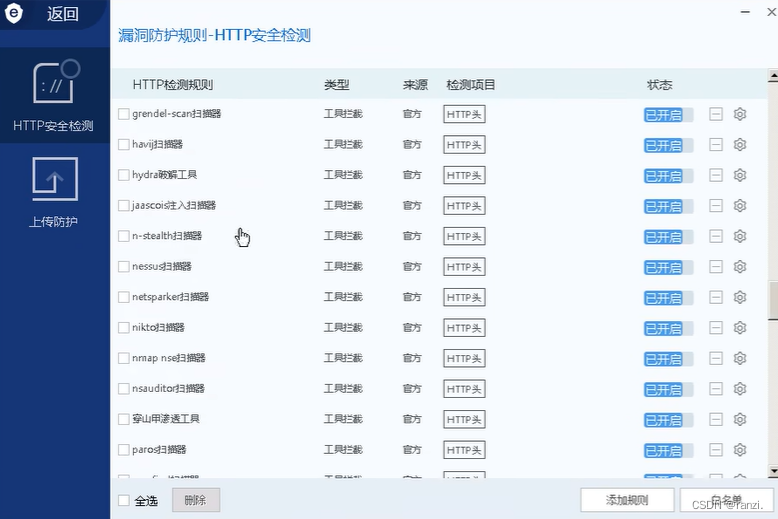 返回
漏洞防护规则-HTTP安全检测
HTTP检测规则 类型 来源 检测项目 状态
://
HTTP安全检测
上传防护
grendel-scan扫描器 工具拦截 官方 HTTP头 已开启
havij扫描器 工具拦截 官方 HTTP头 已开启
hydra破解工具 工具拦截 官方 HTTP头 已开启
jaascois注入扫描器 工具拦截 官方 HTTP头 已开启
n-stealth扫描器 工具拦截 官方 HTTP头 已开启
nessus扫描器 工具拦截 官方 HTTP头 已开启
netsparker扫描器 工具拦截 官方 HTTP头 已开启
nikto扫描器 工具拦截 官方 HTTP头 已开启
nmap nse扫描器 工具拦截 官方 HTTP头 已开启
nsauditor扫描器 工具拦截 官方 HTTP头 已开启
穿山甲渗透工具 工具拦截 官方 HTTP头 已开启
paros扫描器 工具拦截 官方 HTTP头 已开启
全选 删除 添加规则 白名单
CSDN @ranzi.